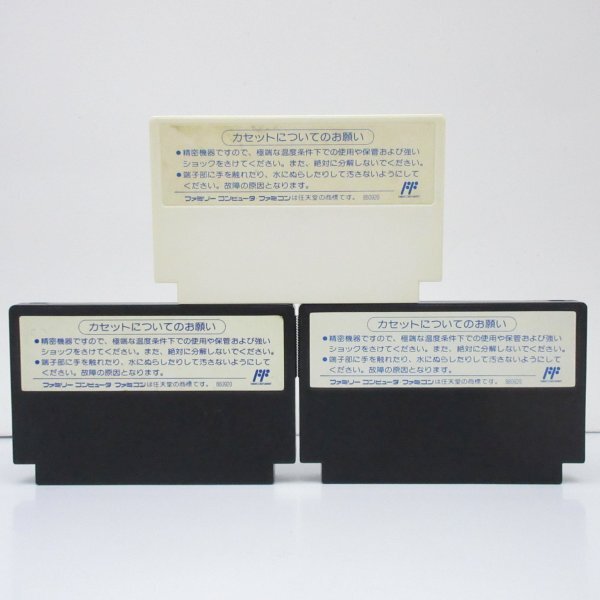 カセットについてのお願い
●精密機器ですので、極端な温度条件下での使用や保管および強い
ショックをさけてください。また、絶対に分解しないでください。
●端子部に手を触れたり、水にぬらしたりして汚さないようにして
ください。故障の原因となります。
ファミリー コンピュータ ファミコンは任天堂の商標です。 860920
カセットについてのお願い
●精密機器ですので、極端な温度条件下での使用や保管および強い
ショックをさけてください。また、絶対に分解しないでください。
●端子部に手を触れたり、水にぬらしたりして汚さないようにして
ください。故障の原因となります。
ファミリー コンピュータ ファミコンは任天堂の商標です。 860920
カセットについてのお願い
●精密機器ですので、極端な温度条件下での使用や保管および強い
ショックをさけてください。また、絶対に分解しないでください。
●端子部に手を触れたり、水にぬらしたりして汚さないようにして
ください。故障の原因となります。
ファミリー コンピュータ ファミコンは任天堂の商標です。 860920